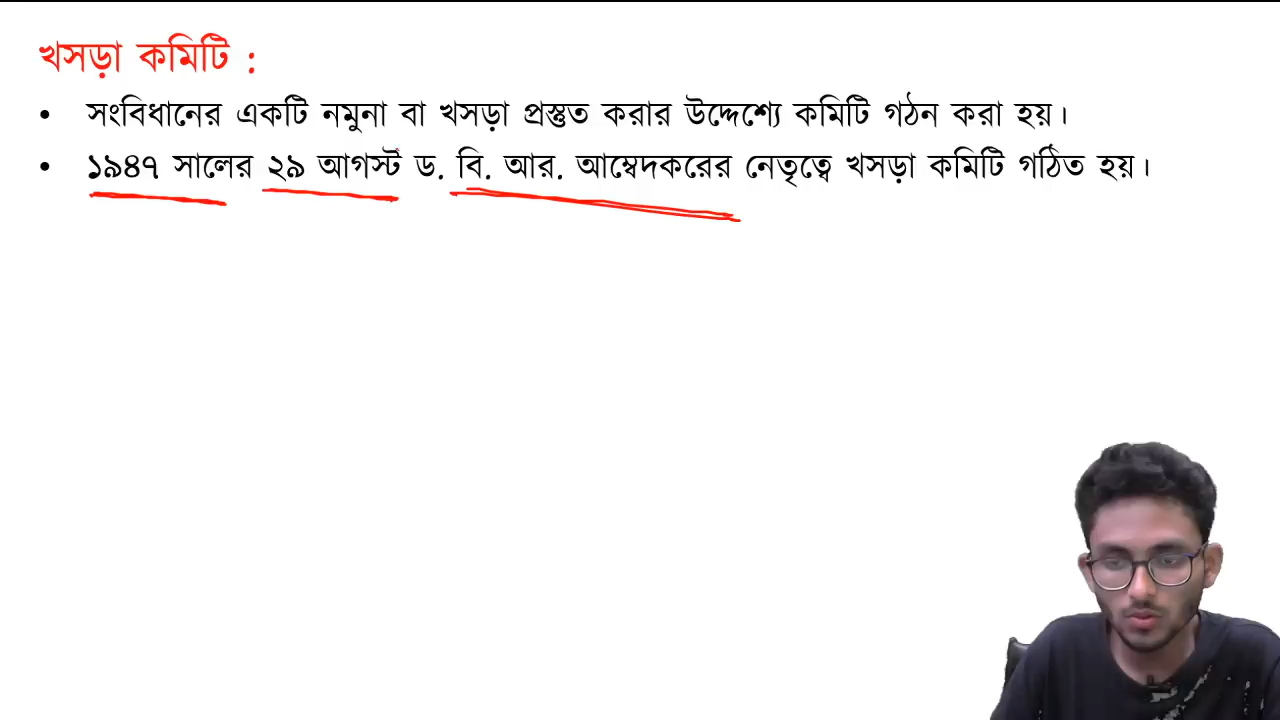 খসড়া কমিটি :
• সংবিধানের একটি নমুনা বা খসড়া প্রস্তুত করার উদ্দেশ্যে কমিটি গঠন করা হয়।
• ১৯৪৭ সালের ২৯ আগস্ট ড. বি. আর. আম্বেদকরের নেতৃত্বে খসড়া কমিটি গঠিত হয়।